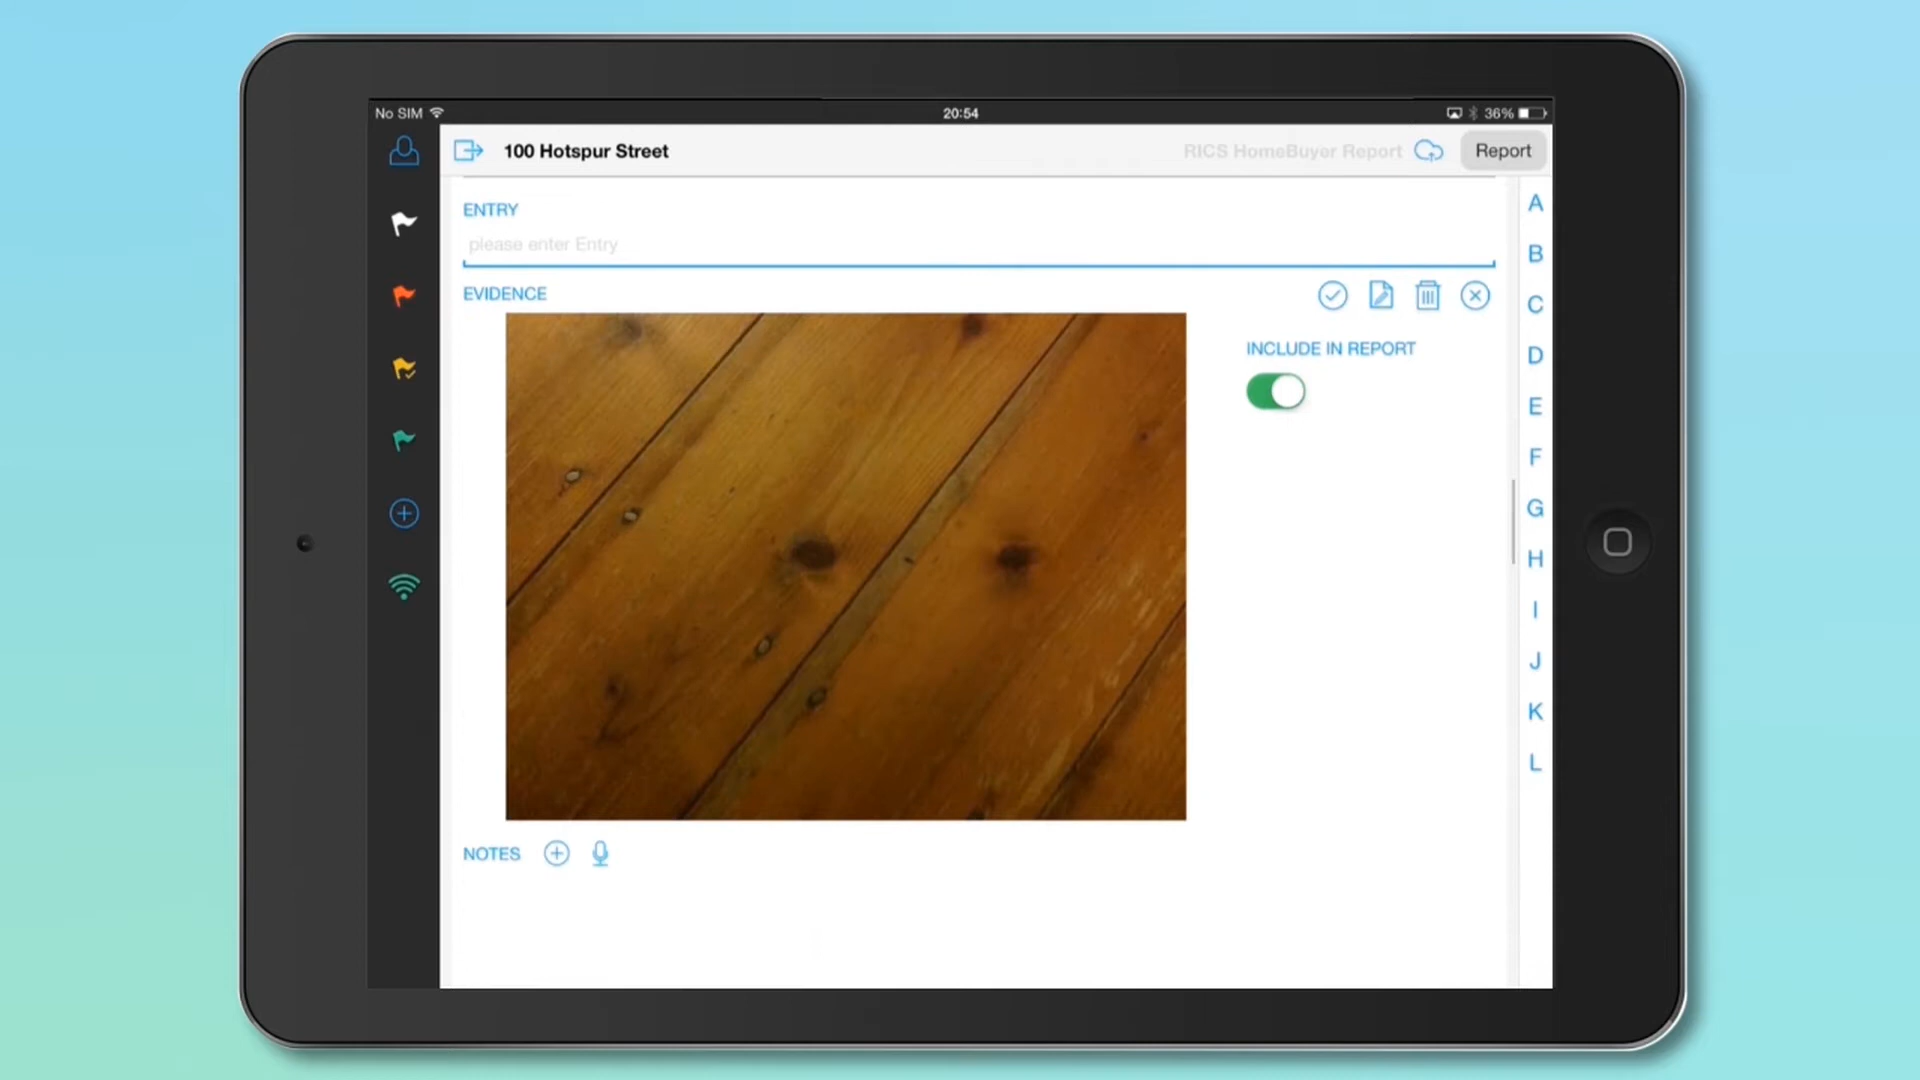 No SIM
20:54
36%
100 Hotspur Street
RICS HomeBuyer Report
Report
ENTRY
please enter Entry
EVIDENCE
INCLUDE IN REPORT
NOTES
A
B
C
D
E
F
G
H
I
J
K
L